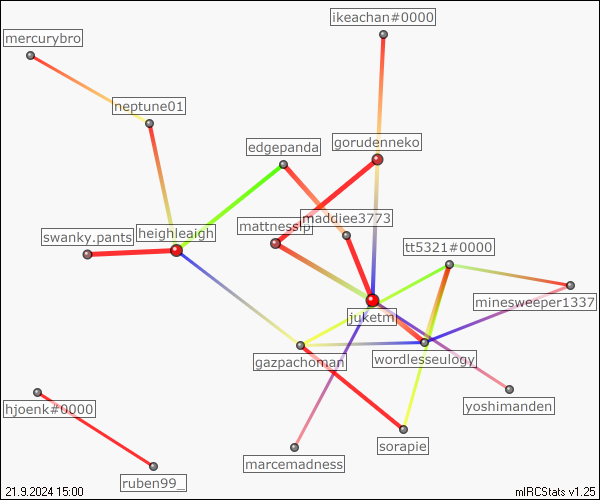 ikeachan#0000
mercurybro
neptune01
gorudenneko
edgepanda
maddiee3773
mattnesslp
heighleaigh
swanky.pants
tt5321#0000
minesweeper1337
juketm
gazpachoman
wordlesseulogy
hjoenk#0000
yoshimanden
sorapie
marcemadness
ruben99_
21.9.2024 15:00
mIRCStats v1.25